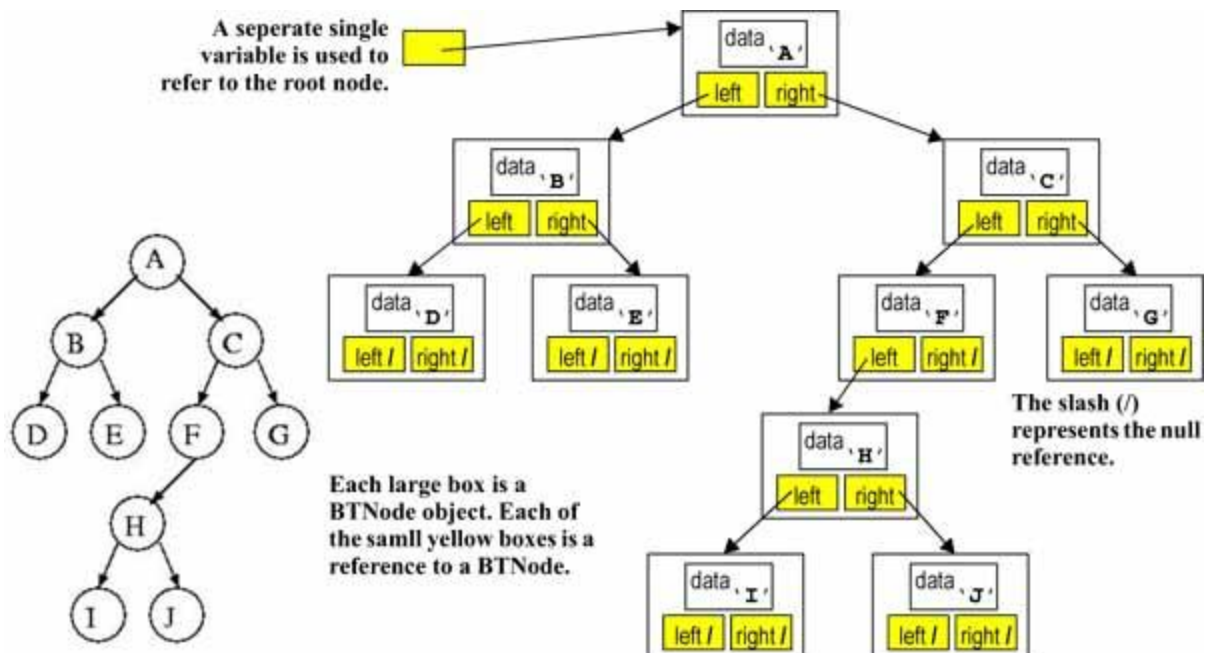 A seperate single
variable is used to
refer to the root node.
data 'A'
left right
data 'B'
left right
data 'C'
left right
data 'D'
left / right /
data 'E'
left / right /
data 'F'
left right /
data 'G'
left / right /
The slash (/)
represents the null
reference.
data 'H'
left right
data 'I'
left / right /
data 'J'
left / right /
Each large box is a
BTNode object. Each of
the samll yellow boxes is a
reference to a BTNode.
A
B C
D E F G
H
I J